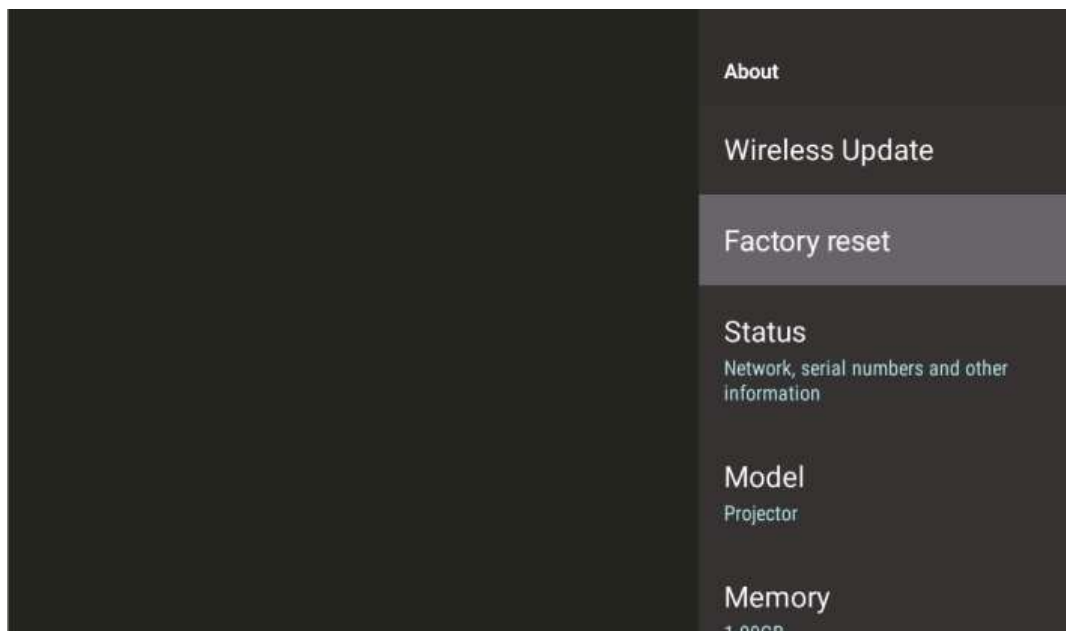 About
Wireless Update
Factory reset
Status
Network, serial numbers and other
information
Model
Projector
Memory